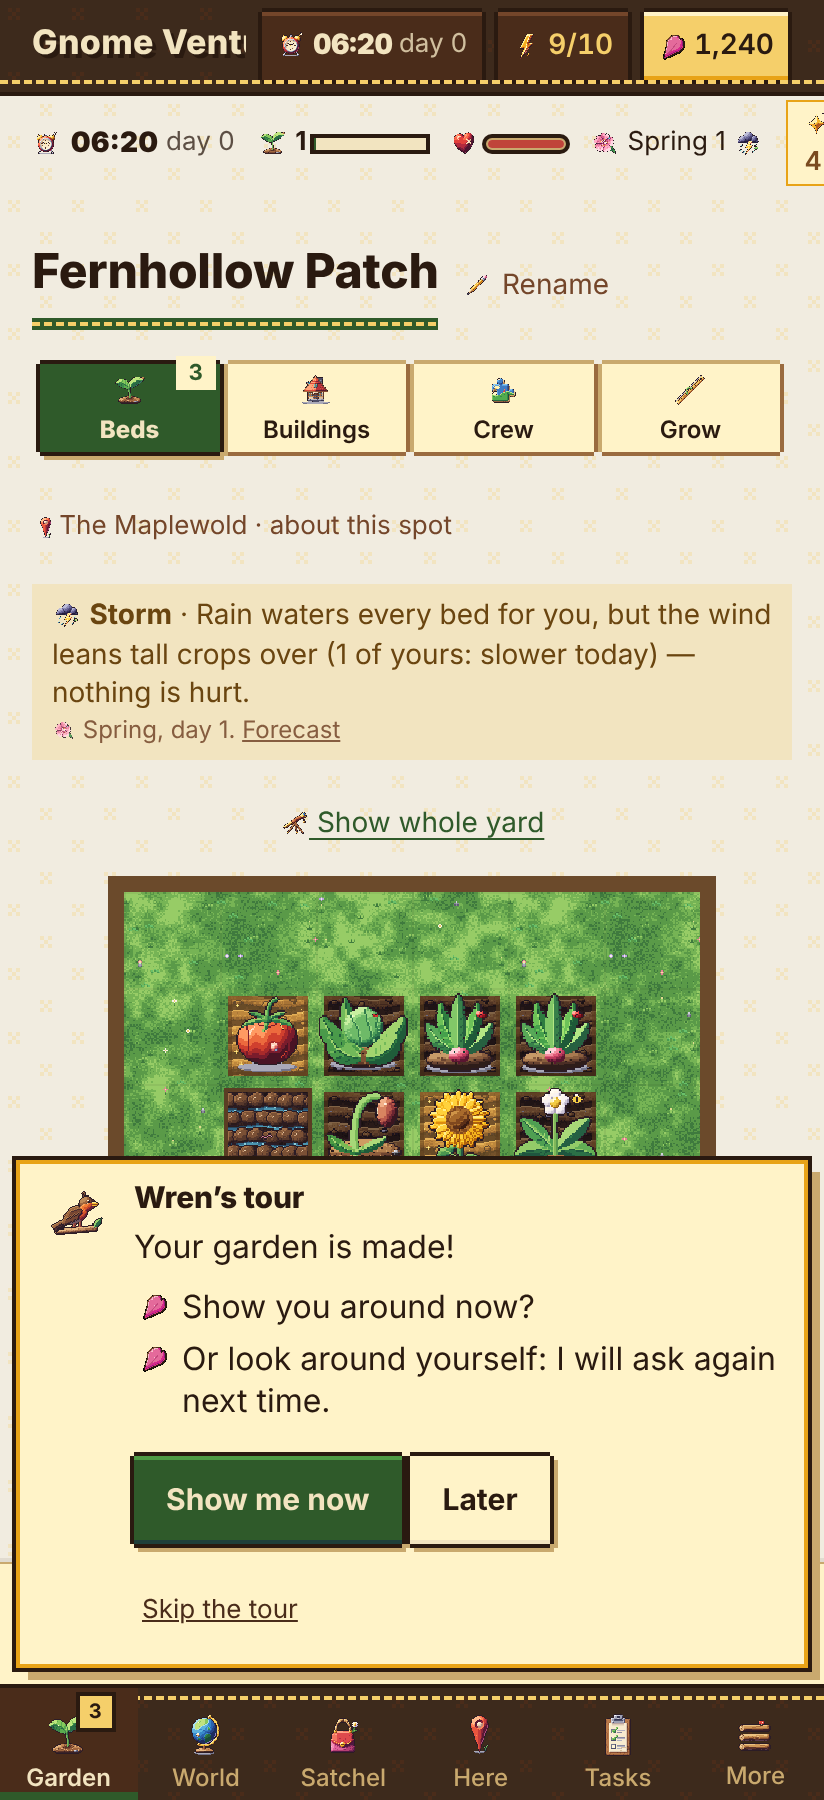 Gnome Vent
06:20 day 0
9/10
1,240
06:20 day 0
1
Spring 1
4
Fernhollow Patch
Rename
Beds
3
Buildings
Crew
Grow
The Maplewold · about this spot
Storm · Rain waters every bed for you, but the wind
leans tall crops over (1 of yours: slower today) —
nothing is hurt.
Spring, day 1. Forecast
Show whole yard
Wren’s tour
Your garden is made!
Show you around now?
Or look around yourself: I will ask again
next time.
Show me now
Later
Skip the tour
3
Garden
World
Satchel
Here
Tasks
More